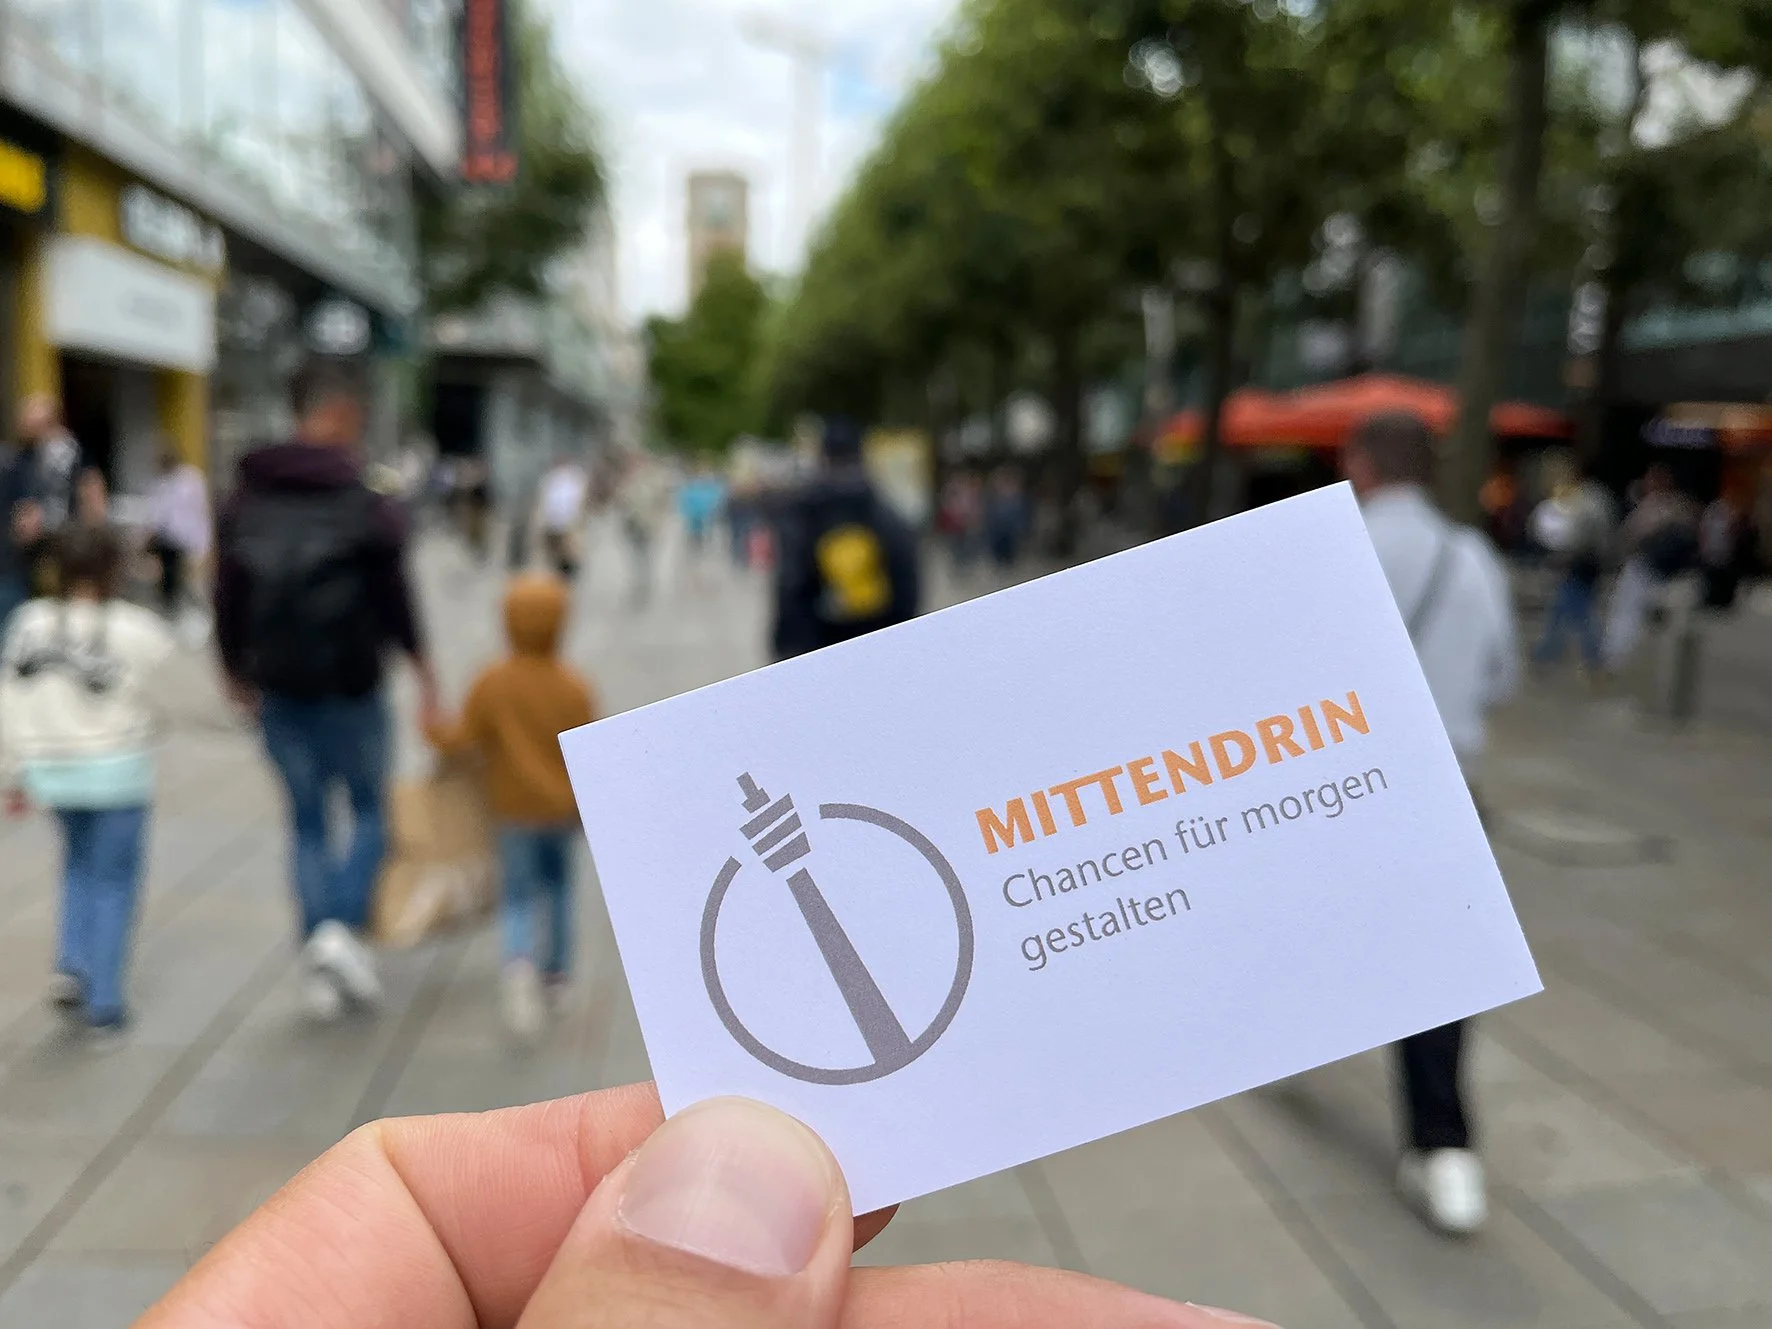 MITTENDRIN
Chancen für morgen
gestalten